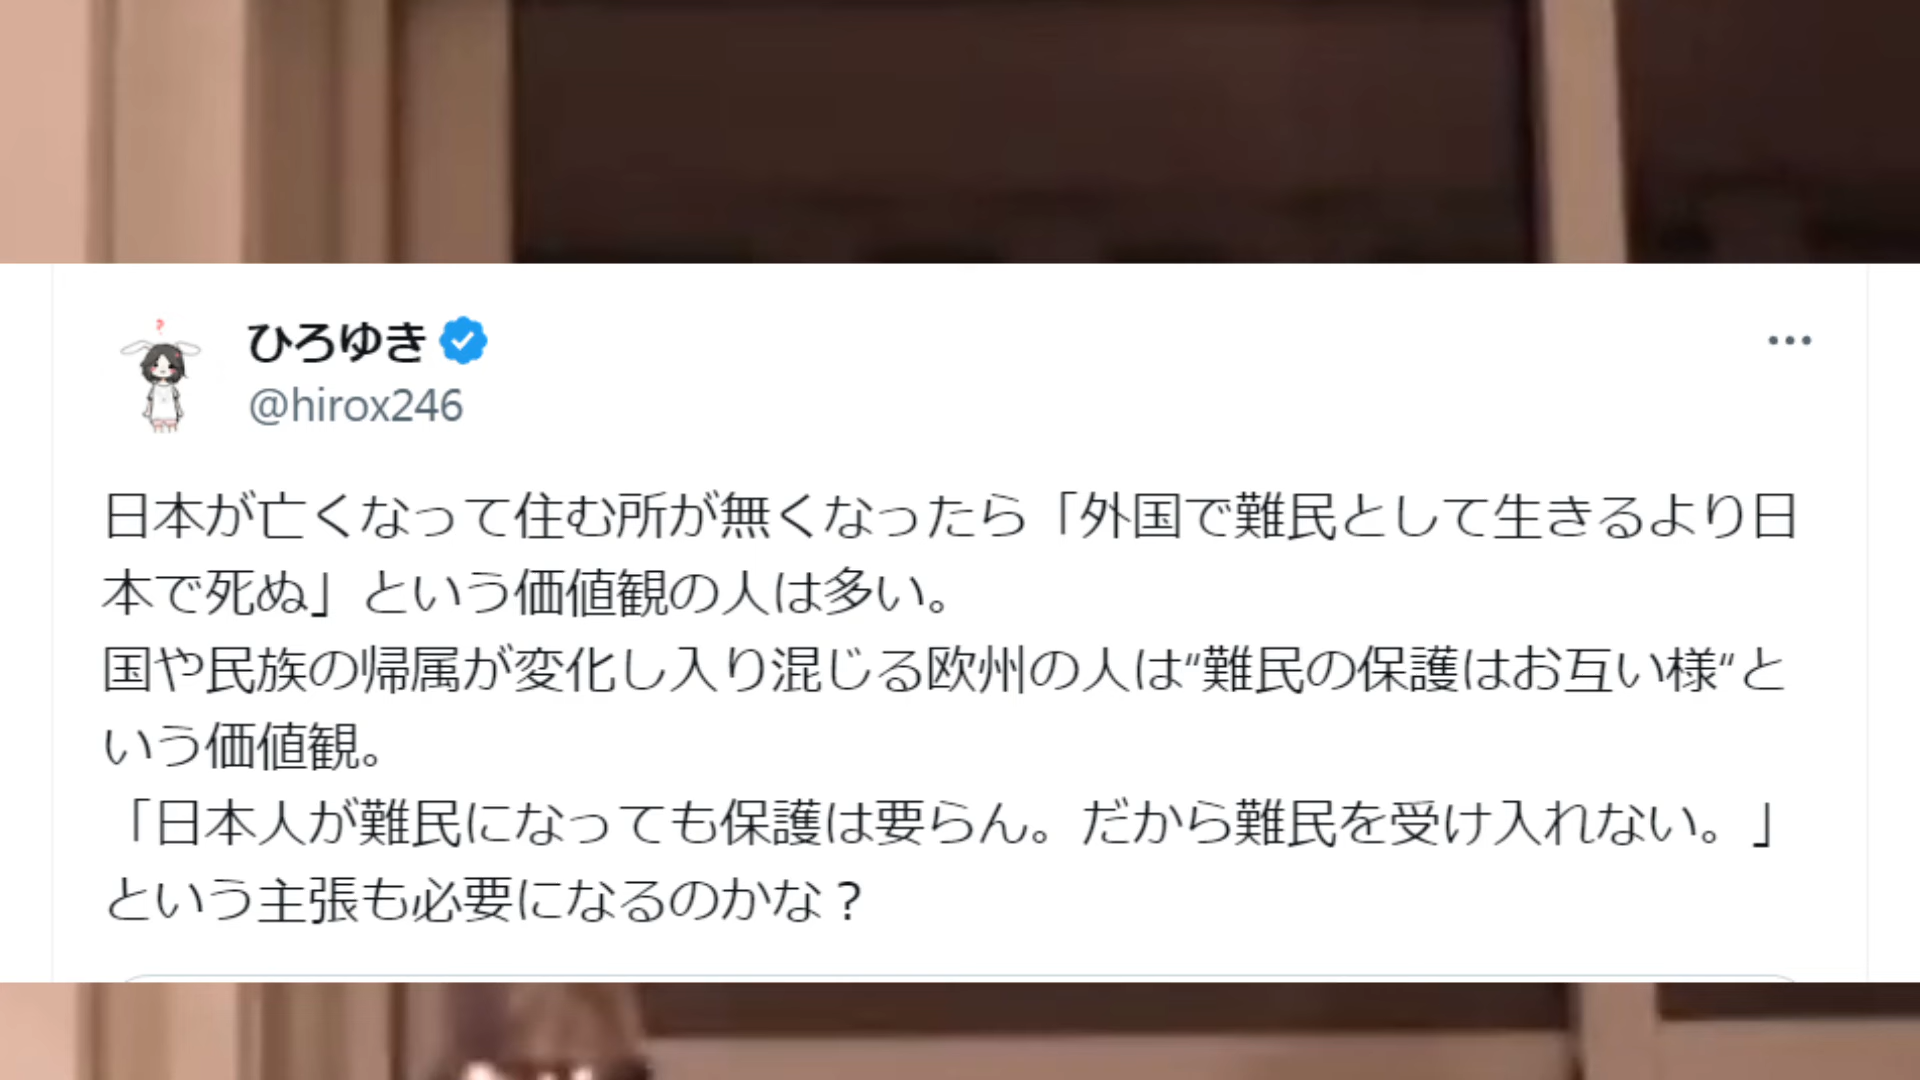 ひろゆき
@hirox246
日本が亡くなって住む所が無くなったら「外国で難民として生きるより日
本で死ぬ」という価値観の人は多い。
国や民族の帰属が変化し入り混じる欧州の人は“難民の保護はお互い様“と
いう価値観。
「日本人が難民になっても保護は要らん。だから難民を受け入れない。」
という主張も必要になるのかな？